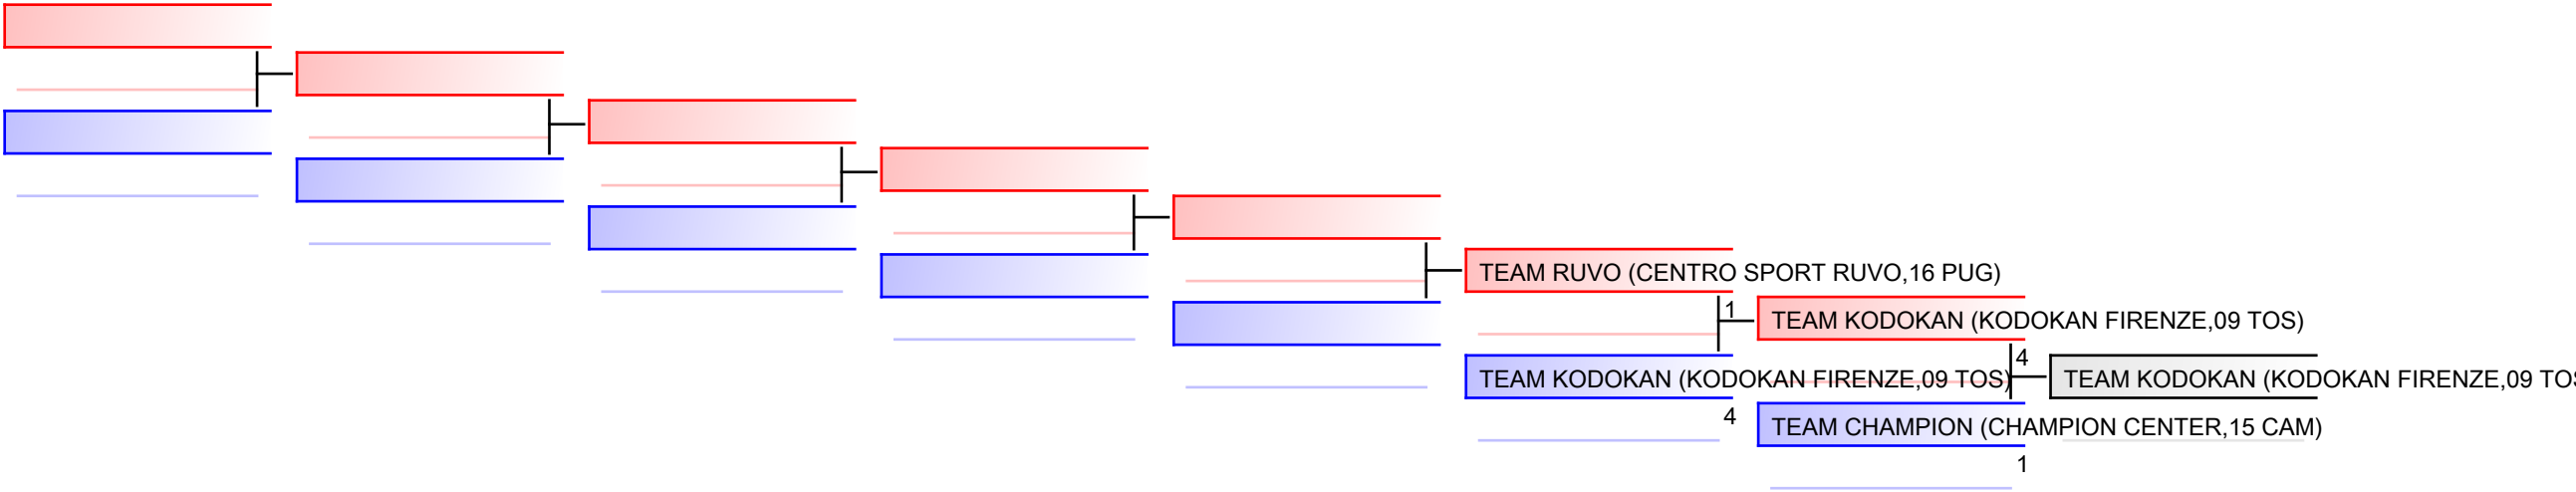 TEAM RUVO (CENTRO SPORT RUVO,16 PUG)
1
TEAM KODOKAN (KODOKAN FIRENZE,09 TOS)
4
TEAM KODOKAN (KODOKAN FIRENZE,09 TOS)
TEAM KODOKAN (KODOKAN FIRENZE,09 TOS
4
TEAM CHAMPION (CHAMPION CENTER,15 CAM)
1